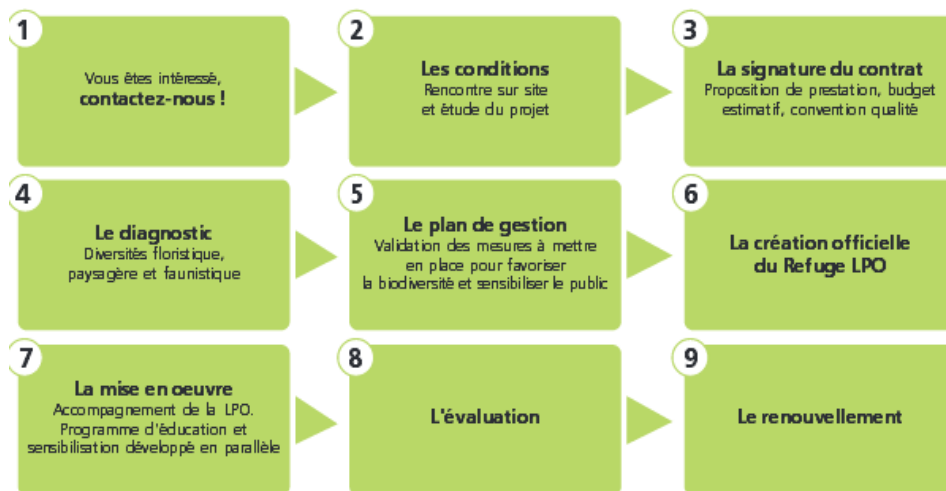 1
Vous êtes intéressé,
contactez-nous !
2
Les conditions
Rencontre sur site
et étude du projet
3
La signature du contrat
Proposition de prestation, budget
estimatif, convention qualité
4
Le diagnostic
Diversités floristique,
paysagère et faunistique
5
Le plan de gestion
Validation des mesures à mettre
en place pour favoriser
la biodiversité et sensibiliser le public
6
La création officielle
du Refuge LPO
7
La mise en oeuvre
Accompagnement de la LPO.
Programme d'éducation et
sensibilisation développé en parallèle
8
L'évaluation
9
Le renouvellement